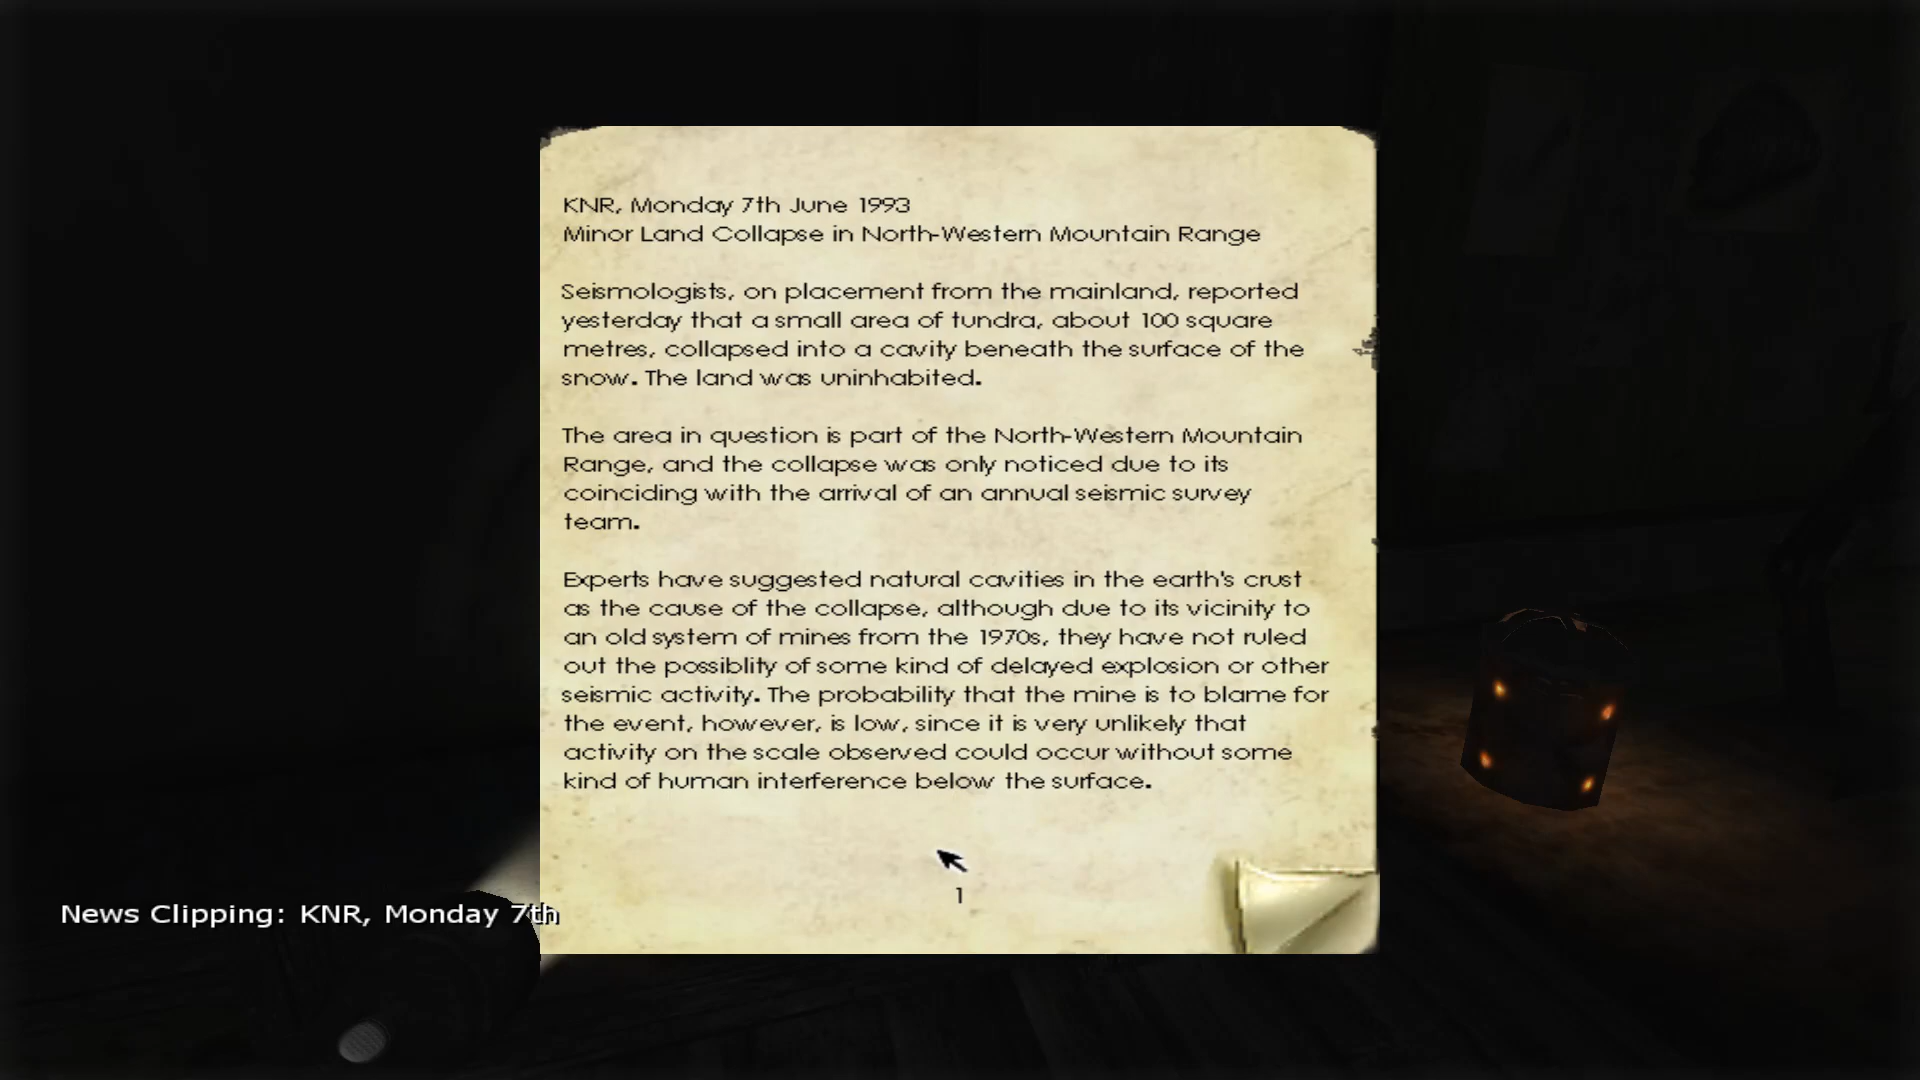 KNR, Monday 7th June 1993
Minor Land Collapse in North-Western Mountain Range
Seismologists, on placement from the mainland, reported
yesterday that a small area of tundra, about 100 square
metres, collapsed into a cavity beneath the surface of the
snow. The land was uninhabited.
The area in question is part of the North-Western Mountain
Range, and the collapse was only noticed due to its
coinciding with the arrival of an annual seismic survey
team.
Experts have suggested natural cavities in the earth's crust
as the cause of the collapse, although due to its vicinity to
an old system of mines from the 1970s, they have not ruled
out the possiblity of some kind of delayed explosion or other
seismic activity. The probability that the mine is to blame for
the event, however, is low, since it is very unlikely that
activity on the scale observed could occur without some
kind of human interference below the surface.
1
News Clipping: KNR, Monday 7th